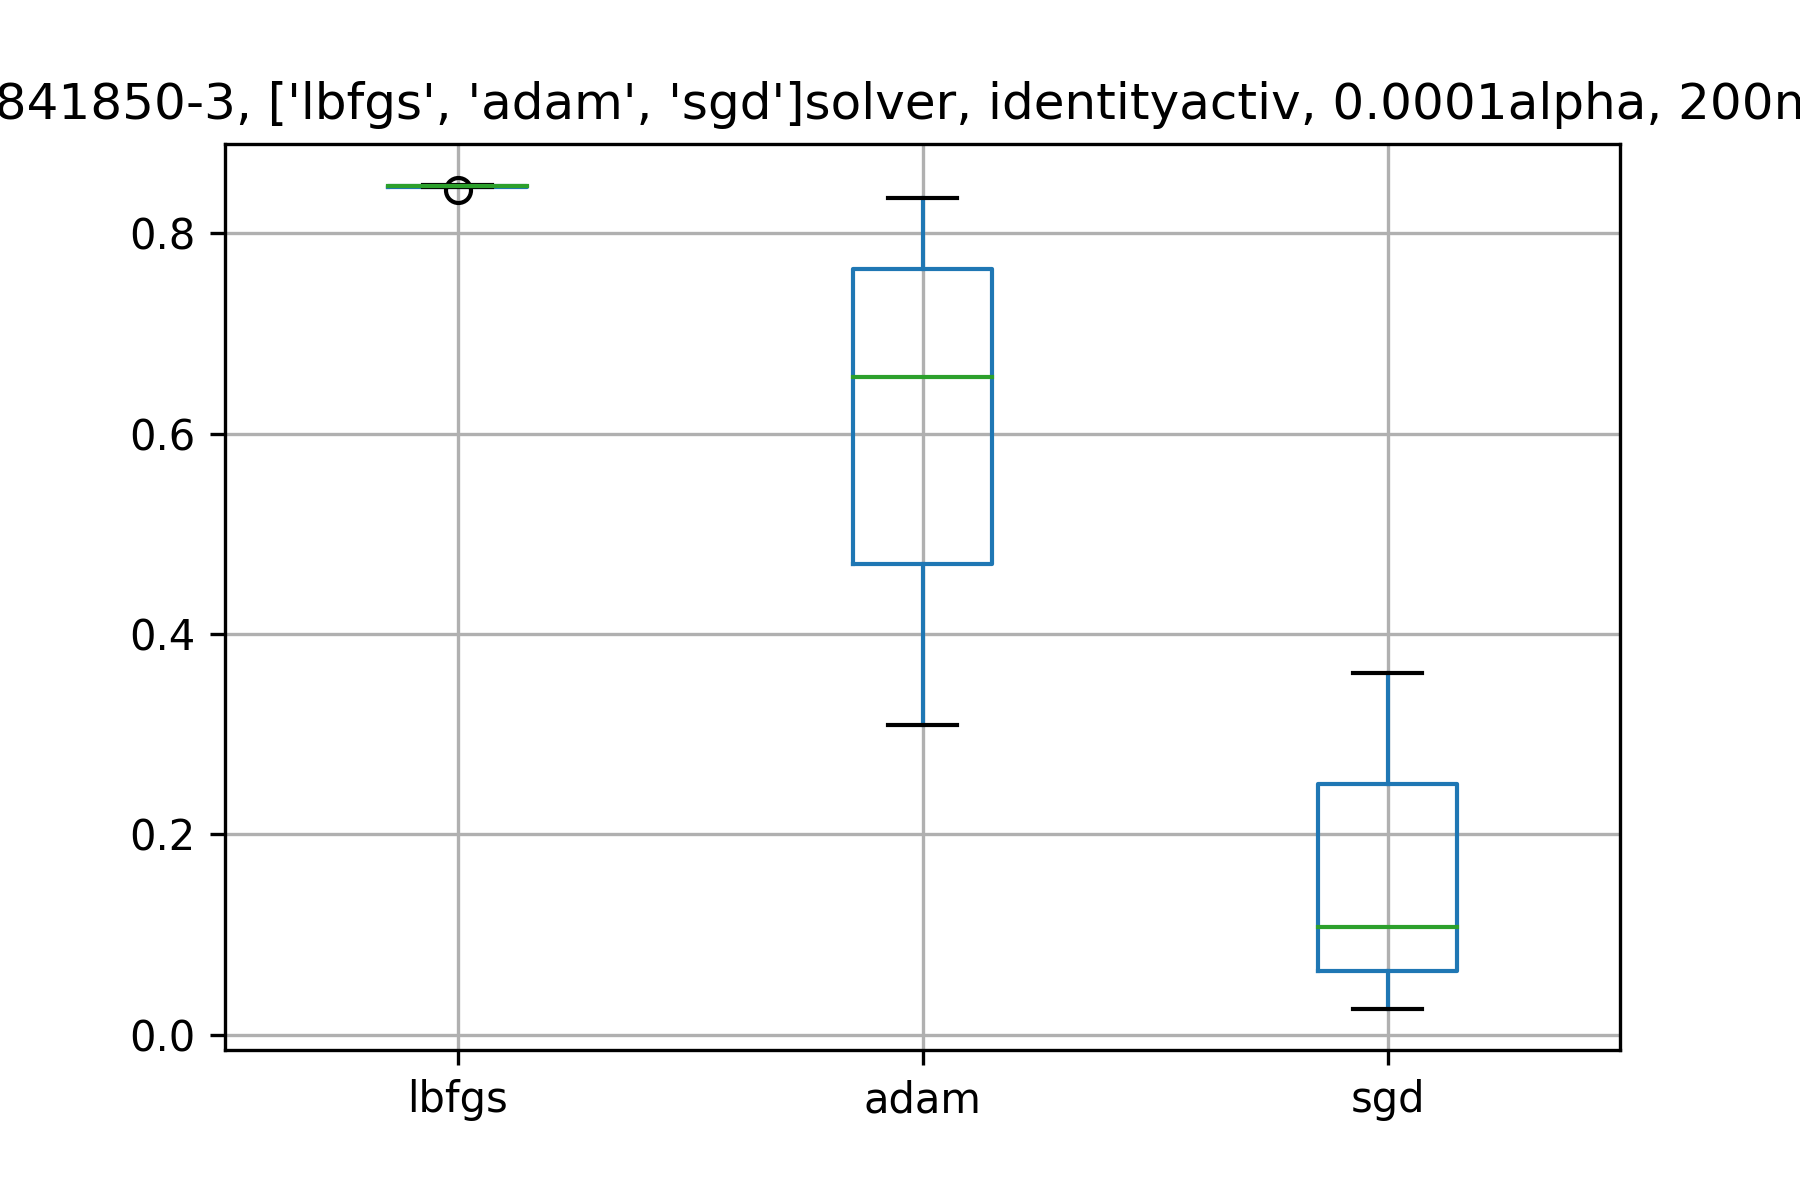 841850-3, ['lbfgs', 'adam', 'sgd']solver, identityactiv, 0.0001alpha, 200n
0.8
0.6
0.4
0.2
0.0
lbfgs adam sgd